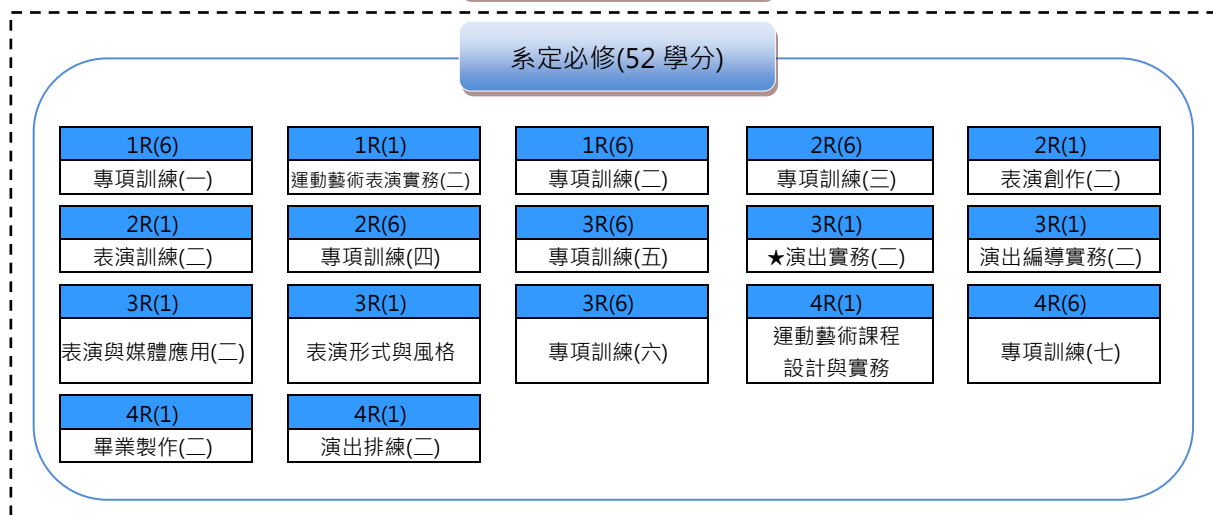 系定必修(52 學分)
1R(6)
專項訓練(一)
1R(1)
運動藝術表演實務(二)
1R(6)
專項訓練(二)
2R(6)
專項訓練(三)
2R(1)
表演創作(二)
2R(1)
表演訓練(二)
2R(6)
專項訓練(四)
3R(6)
專項訓練(五)
3R(1)
★演出實務(二)
3R(1)
演出編導實務(二)
3R(1)
表演與媒體應用(二)
3R(1)
表演形式與風格
3R(6)
專項訓練(六)
4R(1)
運動藝術課程
設計與實務
4R(6)
專項訓練(七)
4R(1)
畢業製作(二)
4R(1)
演出排練(二)